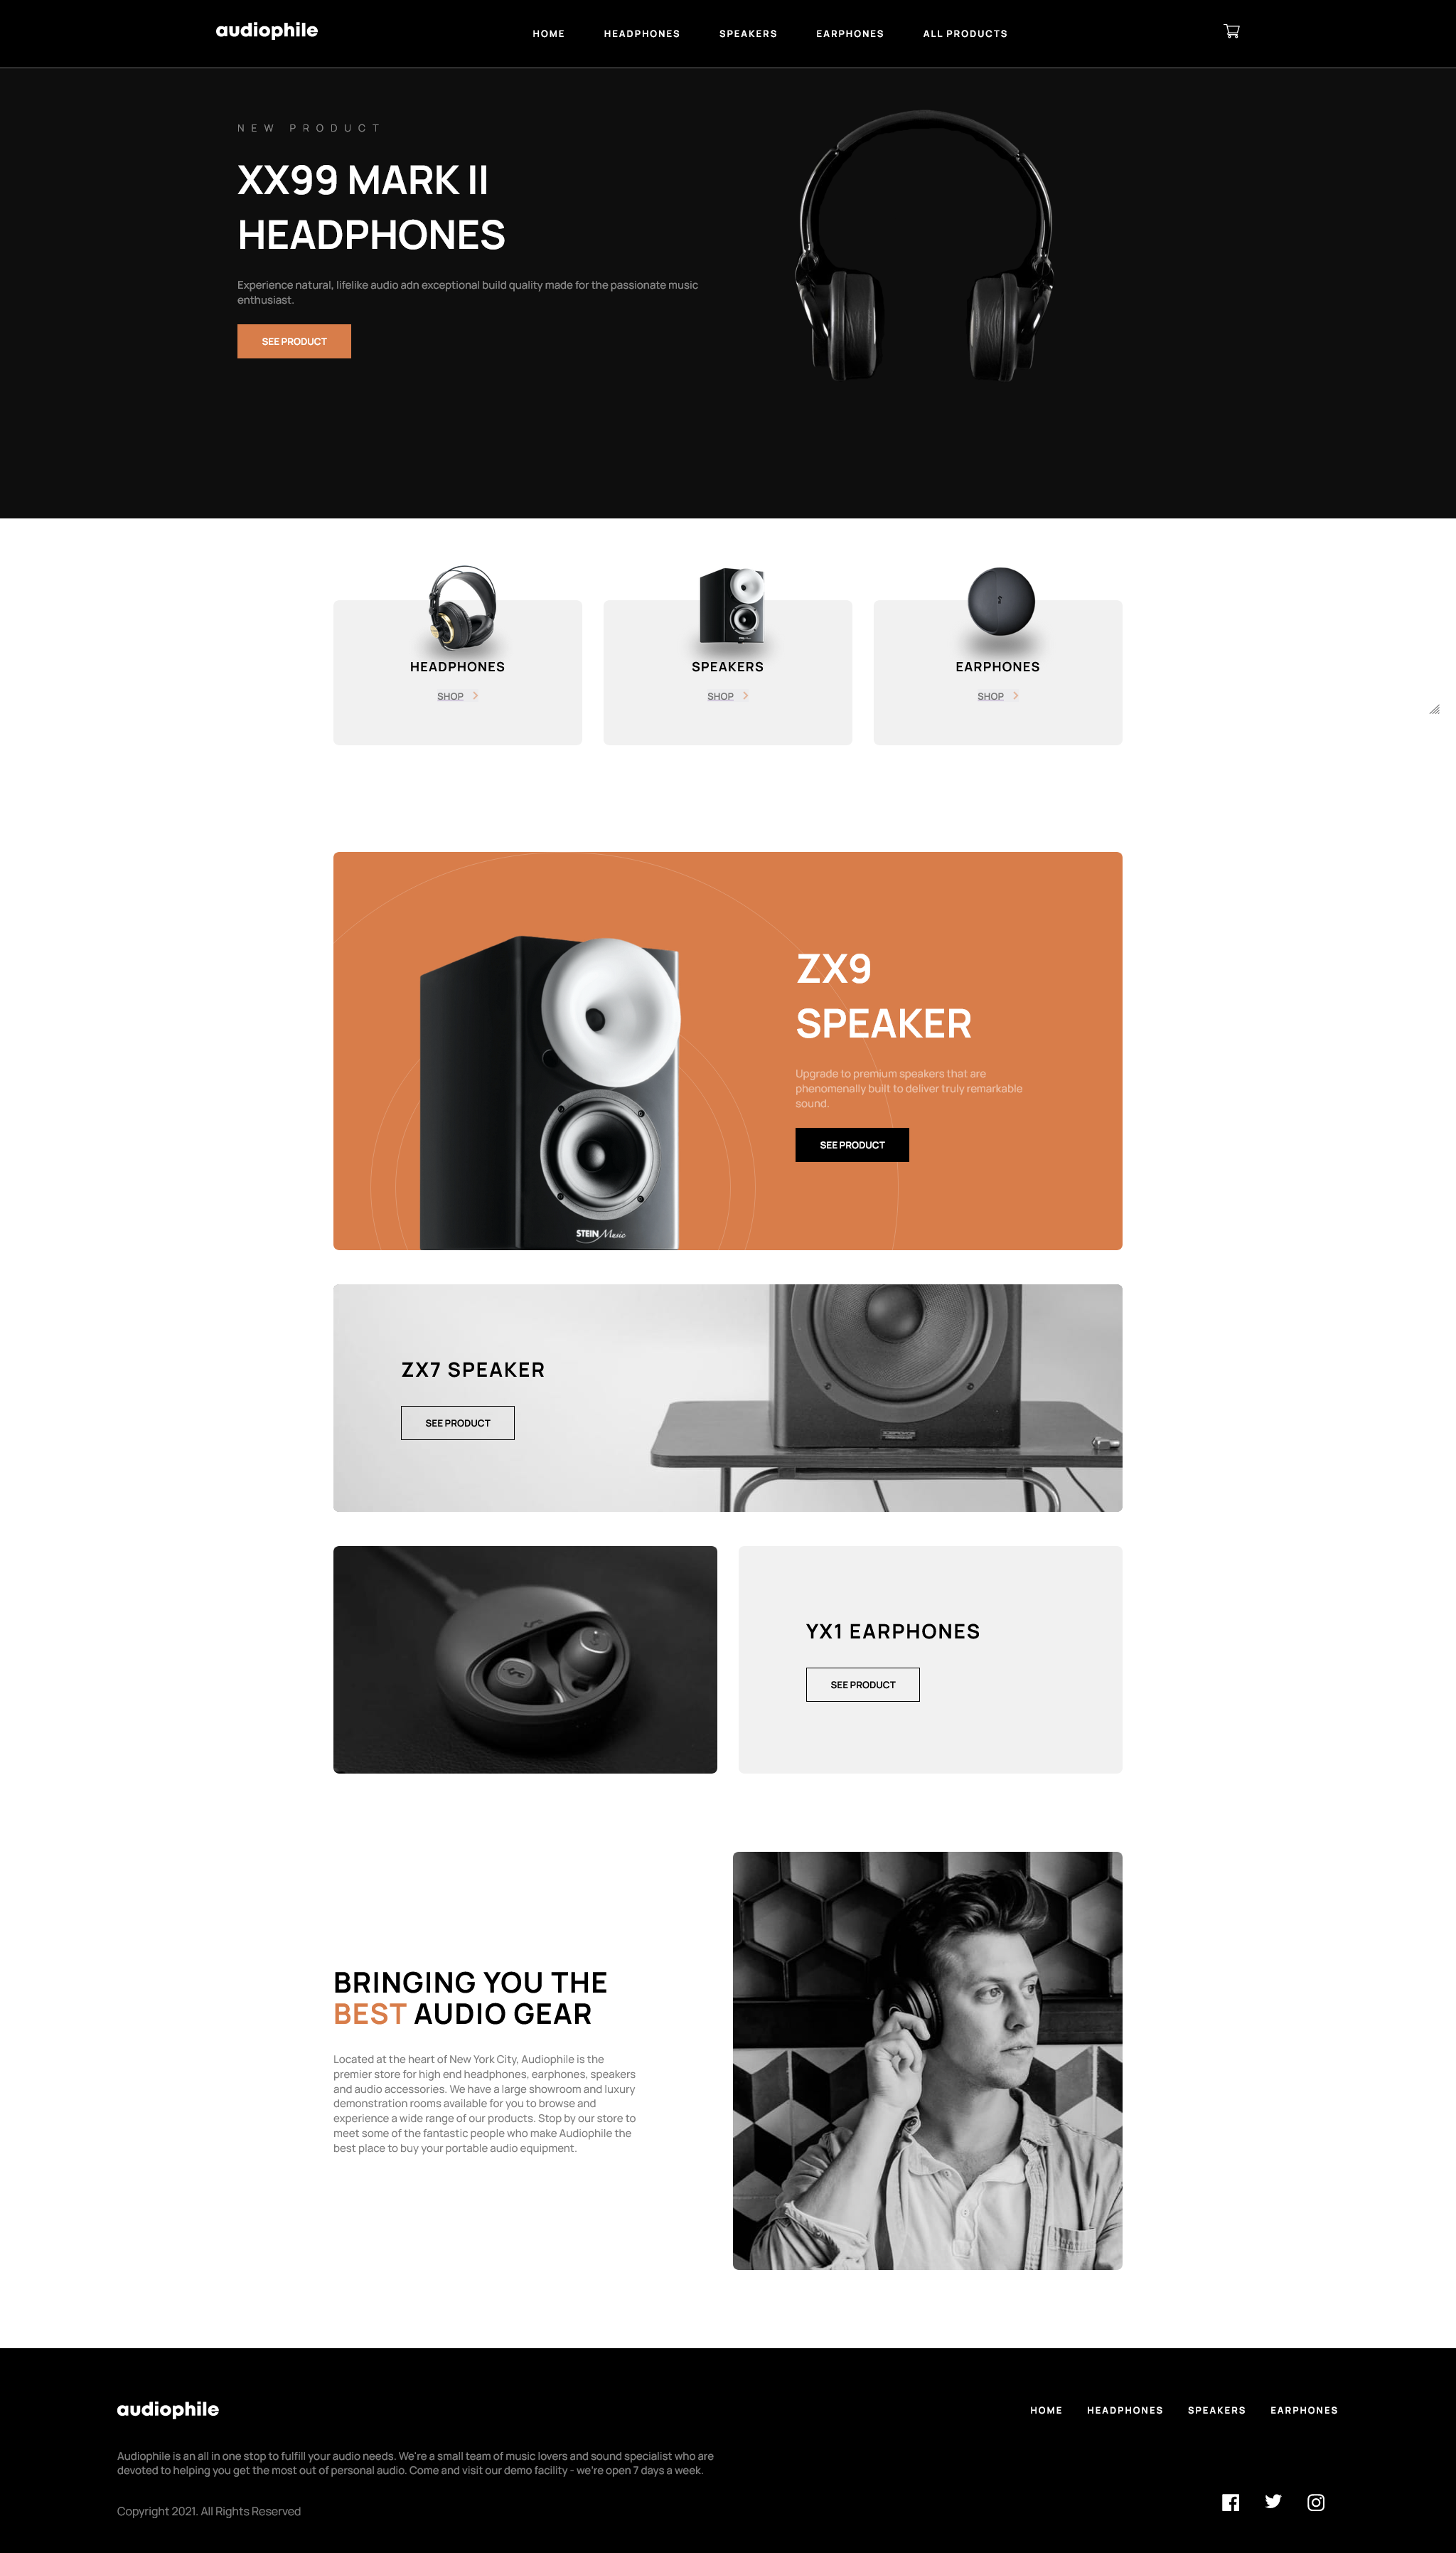 audiophile
HOME HEADPHONES SPEAKERS EARPHONES ALL PRODUCTS
NEW PRODUCT
XX99 MARK II
HEADPHONES
Experience natural, lifelike audio adn exceptional build quality made for the passionate music
enthusiast.
SEE PRODUCT
HEADPHONES
SHOP
SPEAKERS
SHOP
EARPHONES
SHOP
ZX9
SPEAKER
Upgrade to premium speakers that are
phenomenally built to deliver truly remarkable
sound.
SEE PRODUCT
STEIN Music
ZX7 SPEAKER
SEE PRODUCT
YX1 EARPHONES
SEE PRODUCT
BRINGING YOU THE
BEST AUDIO GEAR
Located at the heart of New York City, Audiophile is the
premier store for high end headphones, earphones, speakers
and audio accessories. We have a large showroom and luxury
demonstration rooms available for you to browse and
experience a wide range of our products. Stop by our store to
meet some of the fantastic people who make Audiophile the
best place to buy your portable audio equipment.
audiophile
HOME HEADPHONES SPEAKERS EARPHONES
Audiophile is an all in one stop to fulfill your audio needs. We're a small team of music lovers and sound specialist who are
devoted to helping you get the most out of personal audio. Come and visit our demo facility - we're open 7 days a week.
Copyright 2021. All Rights Reserved